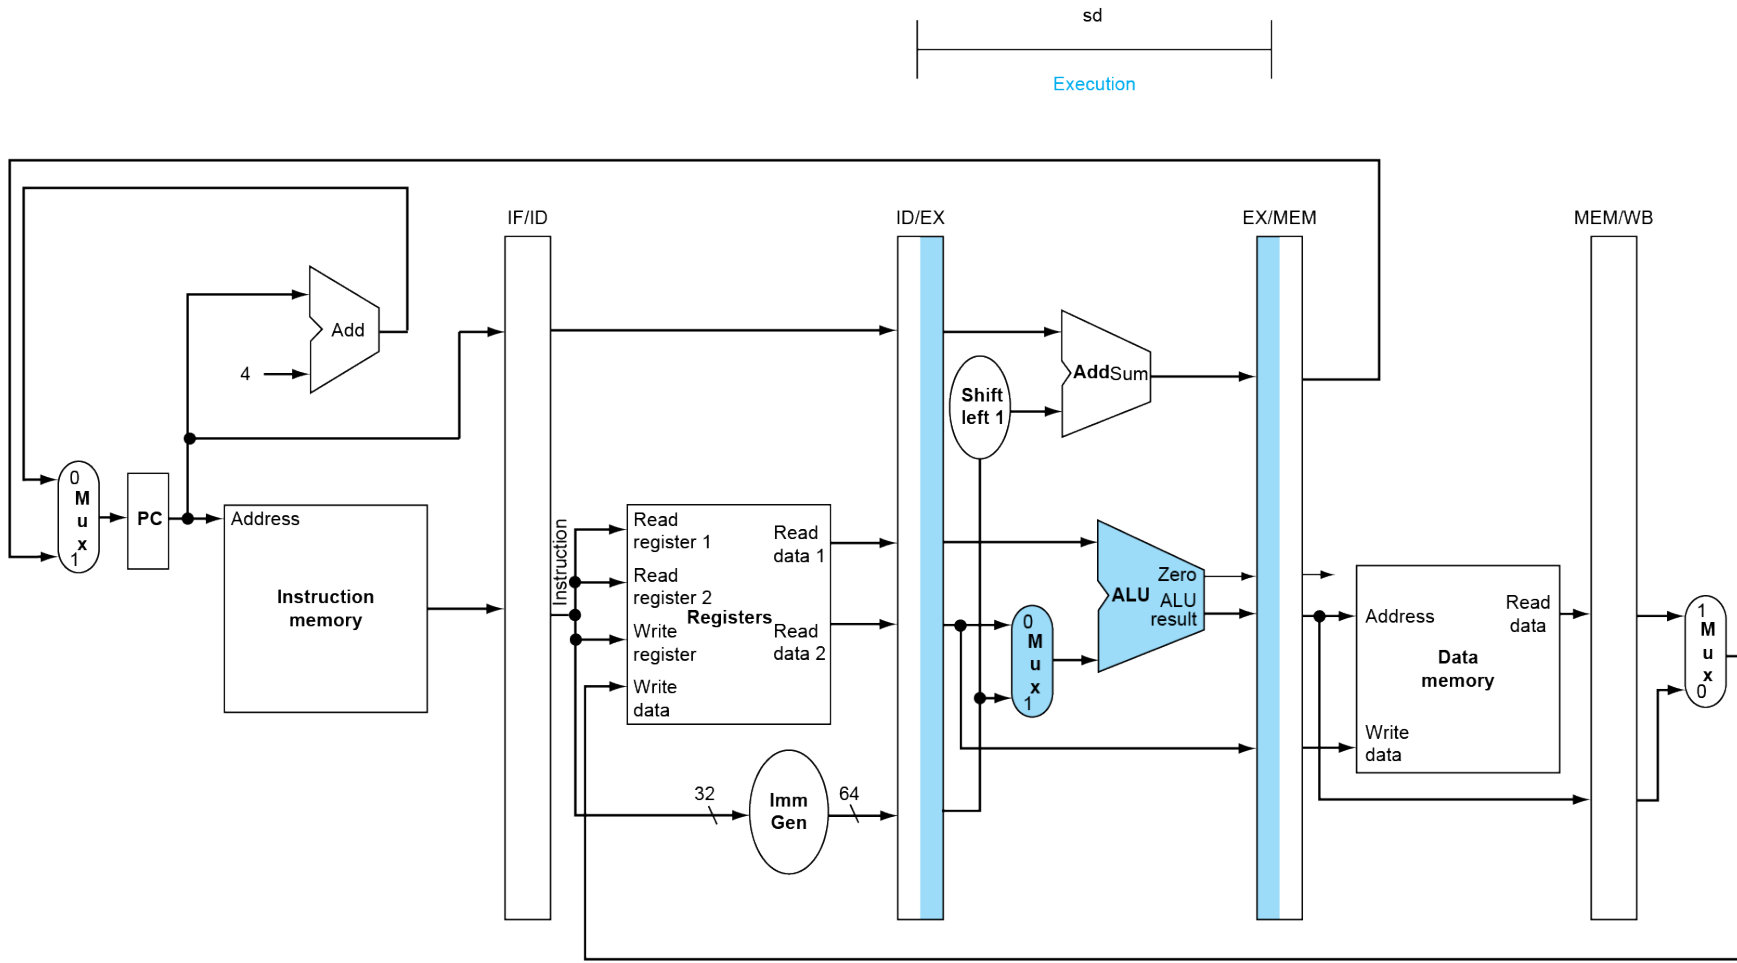 sd
Execution
IF/ID
ID/EX
EX/MEM
MEM/WB
Add
4
Shift
left 1
AddSum
0
M
u
x
1
PC
Address
Instruction
memory
Instruction
Read
register 1
Read
register 2
Write
register
Write
data
Registers
Read
data 1
Read
data 2
32
Imm
Gen
64
0
M
u
x
1
ALU
Zero
ALU
result
Address
Read
data
Data
memory
Write
data
1
M
u
x
0